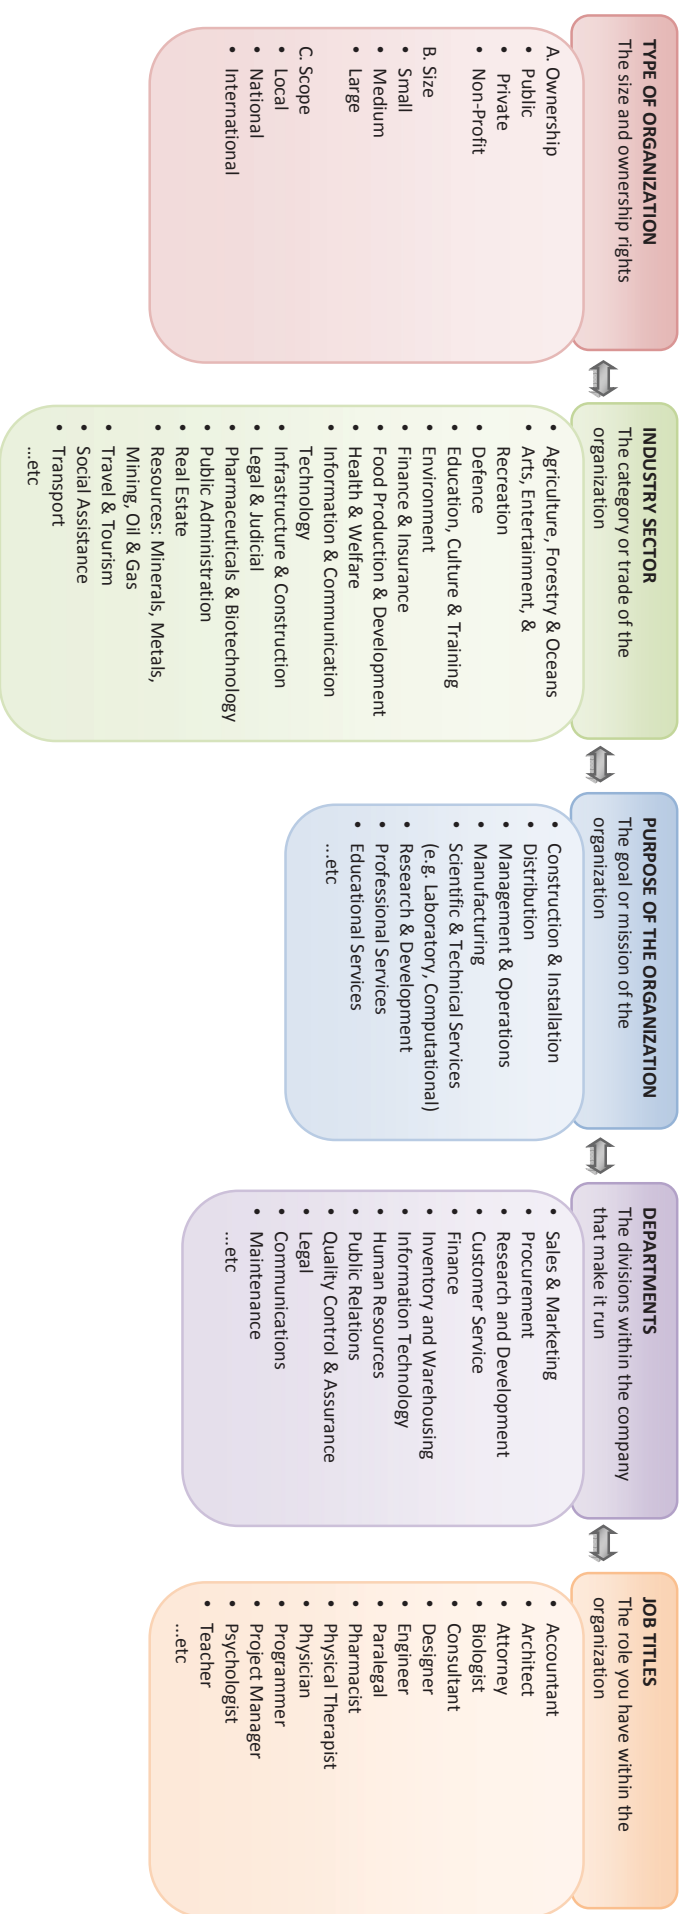 TYPE OF ORGANIZATION
The size and ownership rights
A. Ownership
• Public
• Private
• Non-Profit
B. Size
• Small
• Medium
• Large
C. Scope
• Local
• National
• International
INDUSTRY SECTOR
The category or trade of the
organization
• Agriculture, Forestry & Oceans
• Arts, Entertainment, &
Recreation
• Defence
• Education, Culture & Training
• Environment
• Finance & Insurance
• Food Production & Development
• Health & Welfare
• Information & Communication
Technology
• Infrastructure & Construction
• Legal & Judicial
• Pharmaceuticals & Biotechnology
• Public Administration
• Real Estate
• Resources: Minerals, Metals,
Mining, Oil & Gas
• Travel & Tourism
• Social Assistance
• Transport
...etc
PURPOSE OF THE ORGANIZATION
The goal or mission of the
organization
• Construction & Installation
• Distribution
• Management & Operations
• Manufacturing
• Scientific & Technical Services
(e.g. Laboratory, Computational)
• Research & Development
• Professional Services
• Educational Services
...etc
DEPARTMENTS
The divisions within the company
that make it run
• Sales & Marketing
• Procurement
• Research and Development
• Customer Service
• Finance
• Inventory and Warehousing
• Information Technology
• Human Resources
• Public Relations
• Quality Control & Assurance
• Legal
• Communications
• Maintenance
...etc
JOB TITLES
The role you have within the
organization
• Accountant
• Architect
• Attorney
• Biologist
• Consultant
• Designer
• Engineer
• Paralegal
• Pharmacist
• Physical Therapist
• Physician
• Programmer
• Project Manager
• Psychologist
• Teacher
...etc